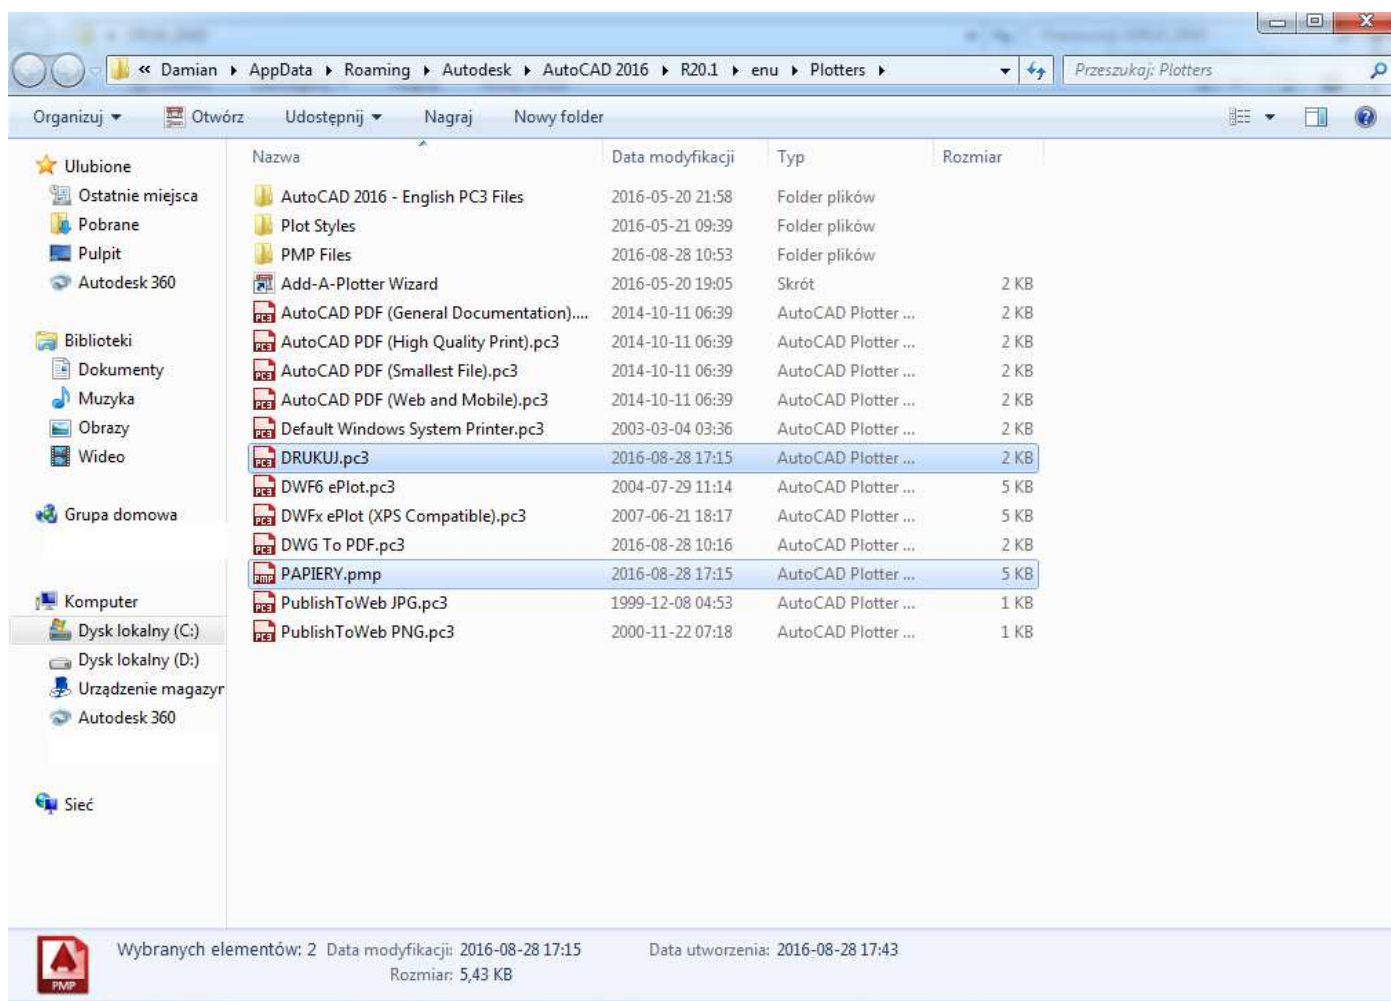 « Damian ▸ AppData ▸ Roaming ▸ Autodesk ▸ AutoCAD 2016 ▸ R20.1 ▸ enu ▸ Plotters ▸ Przeszukaj: Plotters
Organizuj Otwórz Udostępnij Nagraj Nowy folder
Nazwa Data modyfikacji Typ Rozmiar
Ulubione
Ostatnie miejsca
Pobrane
Pulpit
Autodesk 360
Biblioteki
Dokumenty
Muzyka
Obrazy
Wideo
Grupa domowa
Komputer
Dysk lokalny (C:)
Dysk lokalny (D:)
Urządzenie magazyn
Autodesk 360
Sieć
AutoCAD 2016 - English PC3 Files 2016-05-20 21:58 Folder plików
Plot Styles 2016-05-21 09:39 Folder plików
PMP Files 2016-08-28 10:53 Folder plików
Add-A-Plotter Wizard 2016-05-20 19:05 Skrót 2 KB
AutoCAD PDF (General Documentation).... 2014-10-11 06:39 AutoCAD Plotter ... 2 KB
AutoCAD PDF (High Quality Print).pc3 2014-10-11 06:39 AutoCAD Plotter ... 2 KB
AutoCAD PDF (Smallest File).pc3 2014-10-11 06:39 AutoCAD Plotter ... 2 KB
AutoCAD PDF (Web and Mobile).pc3 2014-10-11 06:39 AutoCAD Plotter ... 2 KB
Default Windows System Printer.pc3 2003-03-04 03:36 AutoCAD Plotter ... 2 KB
DRUKUJ.pc3 2016-08-28 17:15 AutoCAD Plotter ... 2 KB
DWF6 ePlot.pc3 2004-07-29 11:14 AutoCAD Plotter ... 5 KB
DWFx ePlot (XPS Compatible).pc3 2007-06-21 18:17 AutoCAD Plotter ... 5 KB
DWG To PDF.pc3 2016-08-28 10:16 AutoCAD Plotter ... 2 KB
PAPIERY.pmp 2016-08-28 17:15 AutoCAD Plotter ... 5 KB
PublishToWeb JPG.pc3 1999-12-08 04:53 AutoCAD Plotter ... 1 KB
PublishToWeb PNG.pc3 2000-11-22 07:18 AutoCAD Plotter ... 1 KB
Wybranych elementów: 2 Data modyfikacji: 2016-08-28 17:15 Data utworzenia: 2016-08-28 17:43
Rozmiar: 5,43 KB
PMP